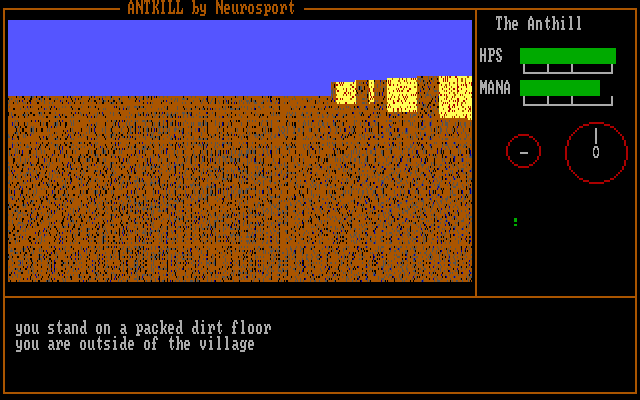 ANTKILL by Neurosport
The Anthill
HPS
MANA
0
you stand on a packed dirt floor
you are outside of the village